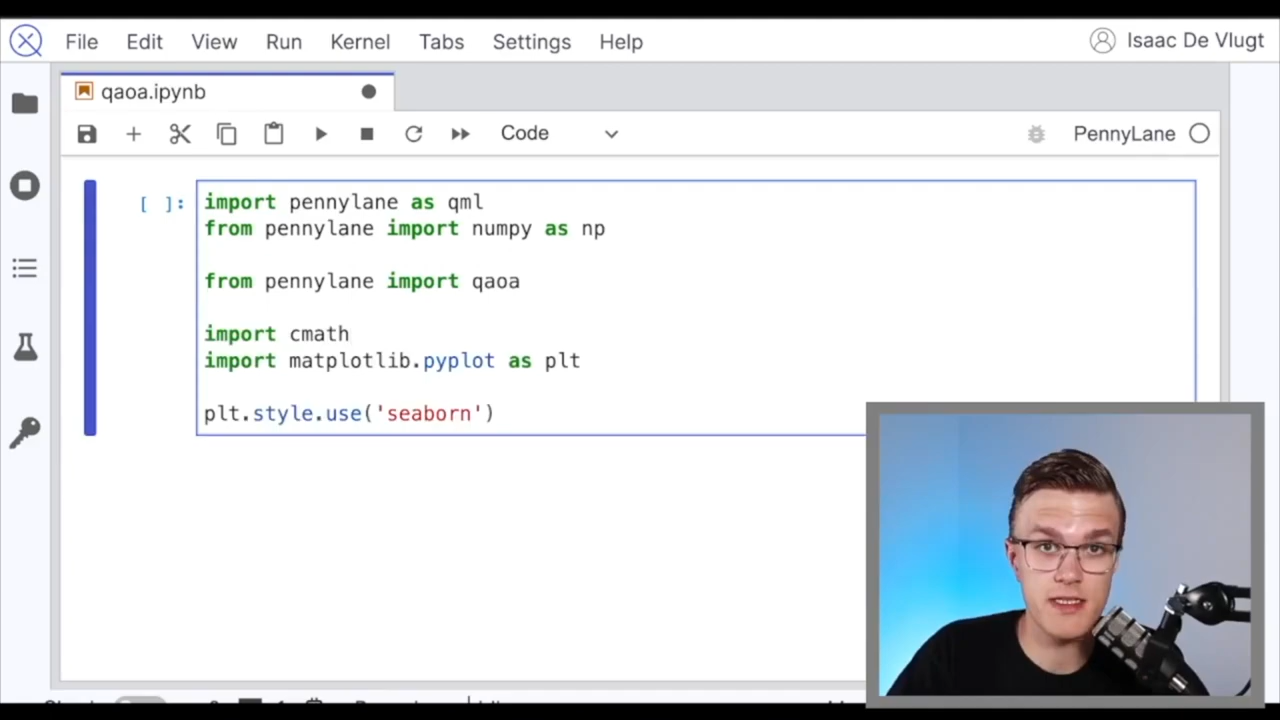 File Edit View Run Kernel Tabs Settings Help Isaac De Vlugt
qaoa.ipynb
Code PennyLane
[ ]:
import pennylane as qml
from pennylane import numpy as np
from pennylane import qaoa
import cmath
import matplotlib.pyplot as plt
plt.style.use('seaborn')